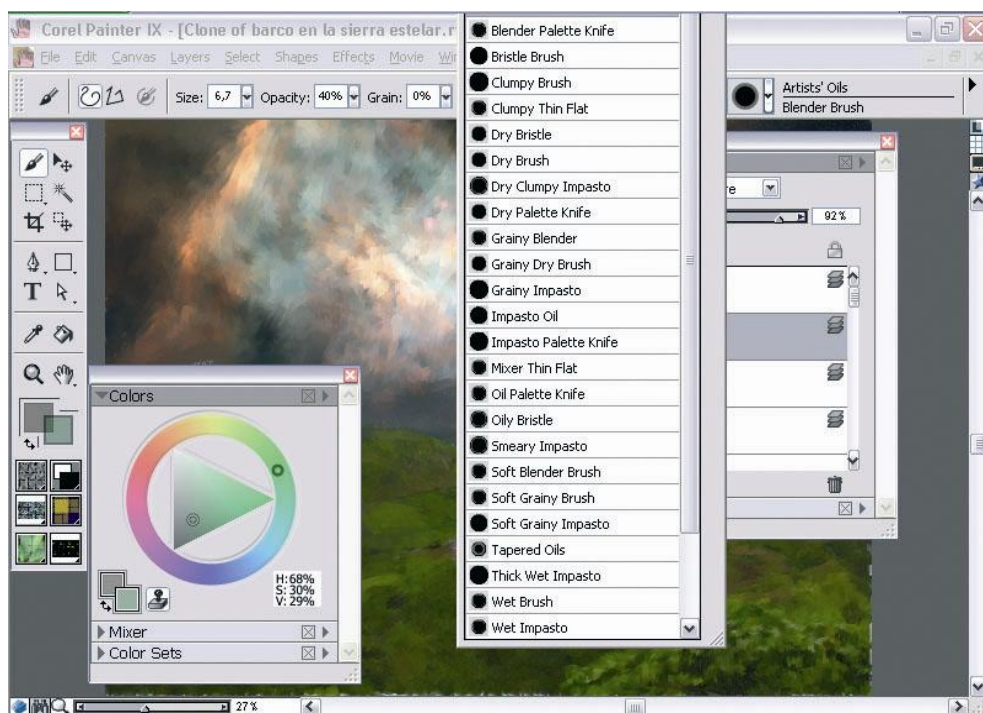 Corel Painter IX - [Clone of barco en la sierra estelar.r
File Edit Canvas Layers Select Shapes Effects Movie Win
Size: 6,7 Opacity: 40% Grain: 0%
Artists' Oils
Blender Brush
Blender Palette Knife
Bristle Brush
Clumpy Brush
Clumpy Thin Flat
Dry Bristle
Dry Brush
Dry Clumpy Impasto
Dry Palette Knife
Grainy Blender
Grainy Dry Brush
Grainy Impasto
Impasto Oil
Impasto Palette Knife
Mixer Thin Flat
Oil Palette Knife
Oily Bristle
Smeary Impasto
Soft Blender Brush
Soft Grainy Brush
Soft Grainy Impasto
Tapered Oils
Thick Wet Impasto
Wet Brush
Wet Impasto
re
92%
T
Colors
H:68%
S:30%
V:29%
Mixer
Color Sets
27%